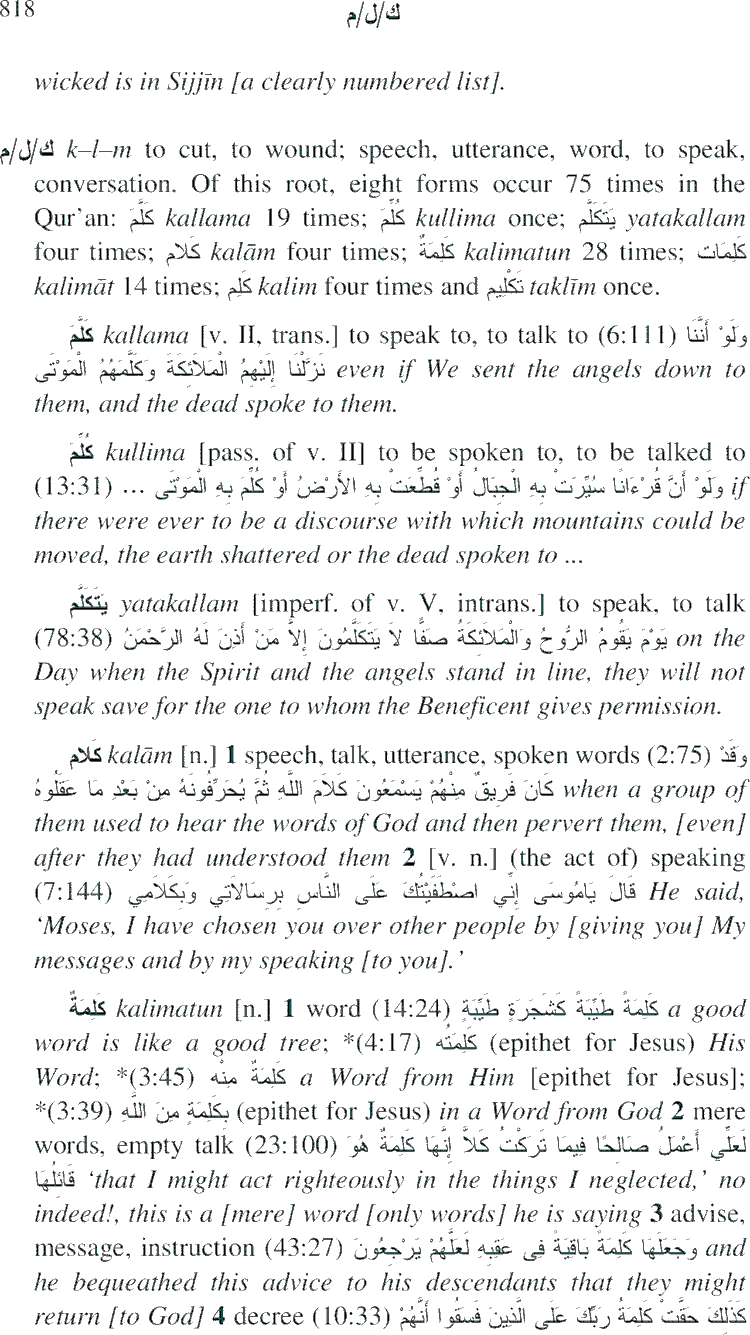 818
ك/ل/م
wicked is in Sijjīn [a clearly numbered list].
ك/ل/م k–l–m to cut, to wound; speech, utterance, word, to speak,
conversation. Of this root, eight forms occur 75 times in the
Qur'an: كَلَّمَ kallama 19 times; كُلِّمَ kullima once; يَتَكَلَّم yatakallam
four times; كَلَام kalām four times; كَلِمَةٌ kalimatun 28 times; كَلِمَات
kalimāt 14 times; كَلِم kalim four times and تَكْلِيم taklīm once.
كَلَّمَ kallama [v. II, trans.] to speak to, to talk to (6:111) وَلَوْ أَنَّنَا
نَزَّلْنَا إِلَيْهِمُ الْمَلاَئِكَةَ وَكَلَّمَهُمُ الْمَوْتَى even if We sent the angels down to
them, and the dead spoke to them.
كُلِّمَ kullima [pass. of v. II] to be spoken to, to be talked to
(13:31) وَلَوْ أَنَّ قُرْءَانًا سُيِّرَتْ بِهِ الْجِبَالُ أَوْ قُطِّعَتْ بِهِ الأَرْضُ أَوْ كُلِّمَ بِهِ الْمَوْتَى ... if
there were ever to be a discourse with which mountains could be
moved, the earth shattered or the dead spoken to ...
يَتَكَلَّم yatakallam [imperf. of v. V, intrans.] to speak, to talk
(78:38) يَوْمَ يَقُومُ الرُّوحُ وَالْمَلاَئِكَةُ صَفًّا لاَ يَتَكَلَّمُونَ إِلاَّ مَنْ أَذِنَ لَهُ الرَّحْمَنُ on the
Day when the Spirit and the angels stand in line, they will not
speak save for the one to whom the Beneficent gives permission.
كَلَام kalām [n.] 1 speech, talk, utterance, spoken words (2:75) وَقَدْ
كَانَ فَرِيقٌ مِنْهُمْ يَسْمَعُونَ كَلاَمَ اللَّهِ ثُمَّ يُحَرِّفُونَهُ مِنْ بَعْدِ مَا عَقَلُوهُ when a group of
them used to hear the words of God and then pervert them, [even]
after they had understood them 2 [v. n.] (the act of) speaking
(7:144) قَالَ يَامُوسَى إِنِّي اصْطَفَيْتُكَ عَلَى النَّاسِ بِرِسَالاَتِي وَبِكَلاَمِي He said,
‘Moses, I have chosen you over other people by [giving you] My
messages and by my speaking [to you].’
كَلِمَةٌ kalimatun [n.] 1 word (14:24) كَلِمَةً طَيِّبَةً كَشَجَرَةٍ طَيِّبَةٍ a good
word is like a good tree; *(4:17) كَلِمَتُه (epithet for Jesus) His
Word; *(3:45) كَلِمَةٌ مِنْه a Word from Him [epithet for Jesus];
*(3:39) بِكَلِمَةٍ مِنَ اللَّهِ (epithet for Jesus) in a Word from God 2 mere
words, empty talk (23:100) لَعَلِّي أَعْمَلُ صَالِحًا فِيمَا تَرَكْتُ كَلاَّ إِنَّهَا كَلِمَةٌ هُوَ
قَائِلُهَا ‘that I might act righteously in the things I neglected,’ no
indeed!, this is a [mere] word [only words] he is saying 3 advise,
message, instruction (43:27) وَجَعَلَهَا كَلِمَةً بَاقِيَةً فِى عَقِبِهِ لَعَلَّهُمْ يَرْجِعُونَ and
he bequeathed this advice to his descendants that they might
return [to God] 4 decree (10:33) كَذَلِكَ حَقَّتْ كَلِمَةُ رَبِّكَ عَلَى الَّذِينَ فَسَقُوا أَنَّهُمْ